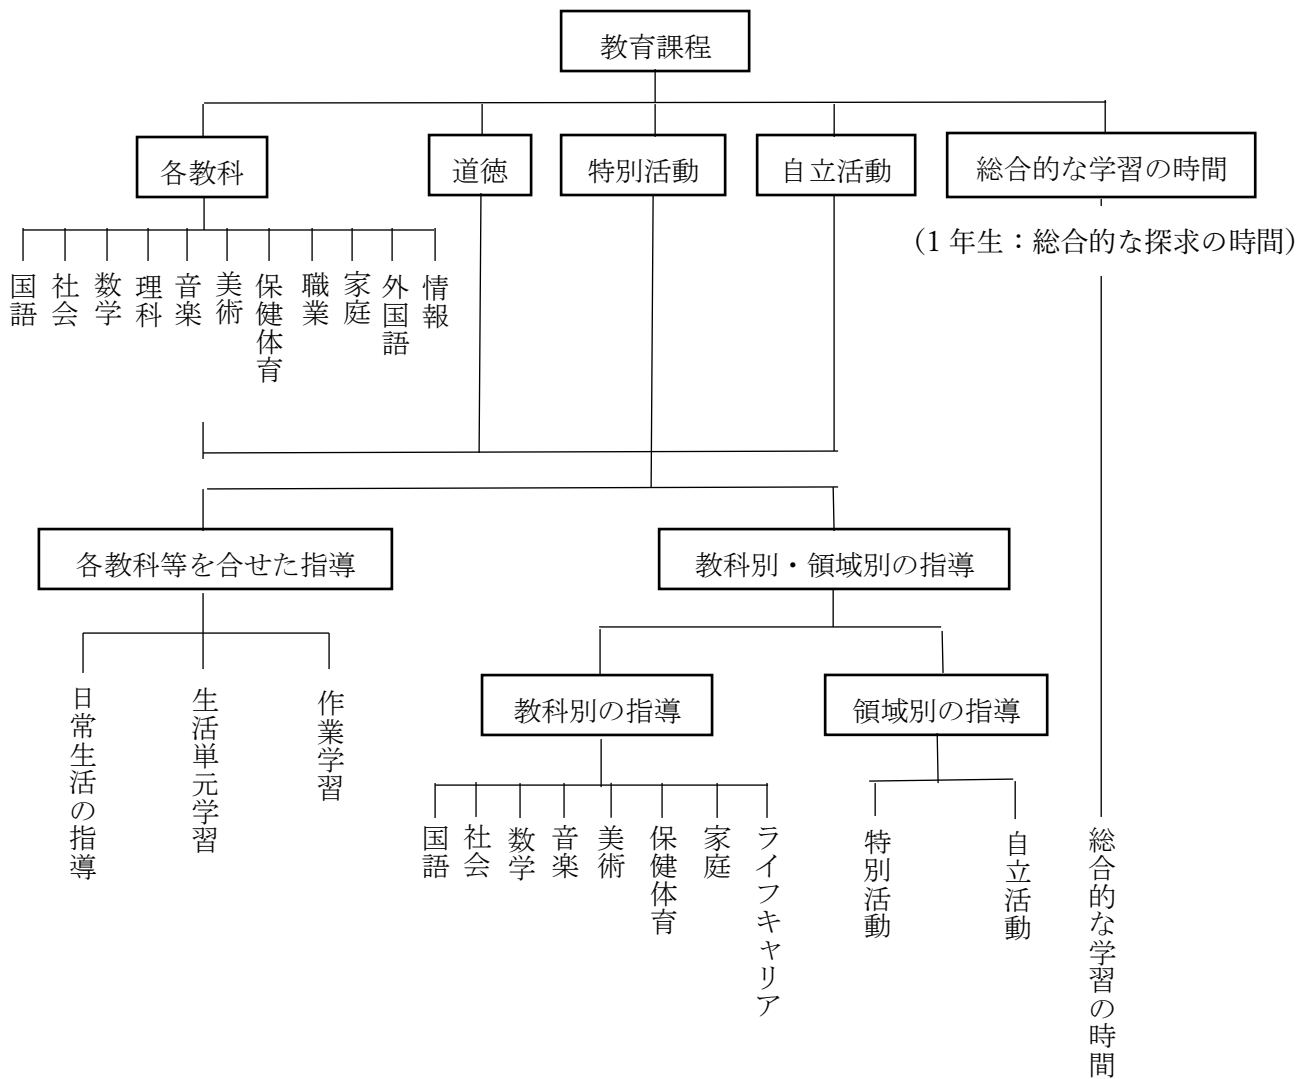 教育課程
各教科
道徳
特別活動
自立活動
総合的な学習の時間
（1 年生：総合的な探求の時間）
国語
社会
数学
理科
音楽
美術
保健体育
職業
家庭
外国語
情報
各教科等を合せた指導
教科別・領域別の指導
教科別の指導
領域別の指導
日常生活の指導
生活単元学習
作業学習
国語
社会
数学
音楽
美術
保健体育
家庭
ライフキャリア
特別活動
自立活動
総合的な学習の時間